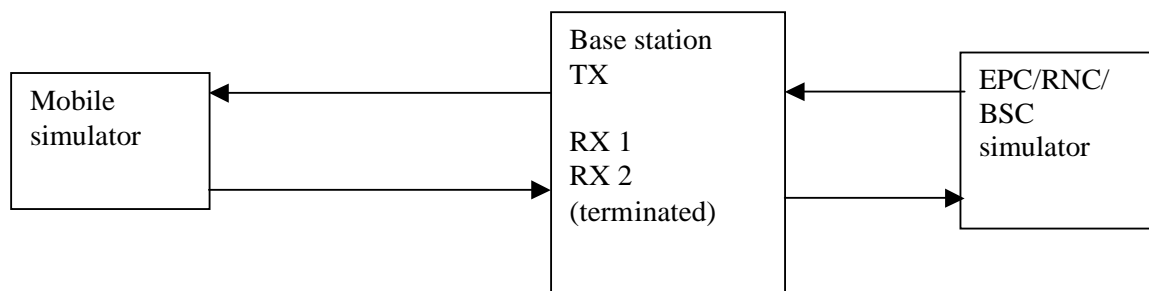 Mobile
simulator
Base station
TX
RX 1
RX 2
(terminated)
EPC/RNC/
BSC
simulator